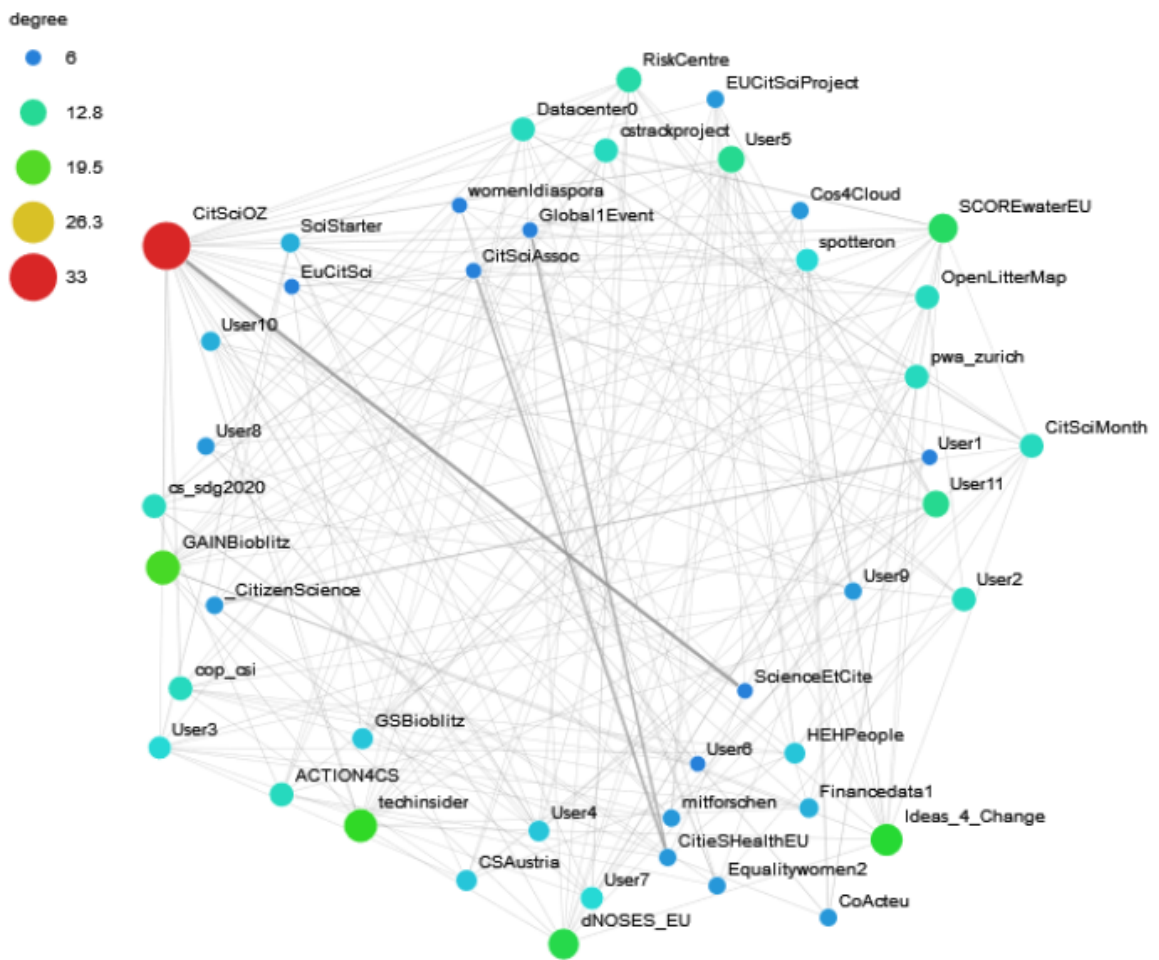 degree
6
12.8
19.5
26.3
33
RiskCentre
EUCitSciProject
Datacenter0
cstrackproject
User5
womenldiaspora
Cos4Cloud
CitSciOZ
Global1Event
SCOREwaterEU
SciStarter
spotteron
CitSciAssoc
EuCitSci
OpenLitterMap
User10
pwa_zurich
CitSciMonth
User8
User1
cs_sdg2020
User11
GAINBioblitz
User9
User2
_CitizenScience
cop_csi
ScienceEtCite
User3
GSBioblitz
HEHPeople
User6
ACTION4CS
Financedata1
techinsider
mitforschen
User4
Ideas_4_Change
CitieSHealthEU
CSAustria
Equalitywomen2
User7
CoActeu
dNOSES_EU